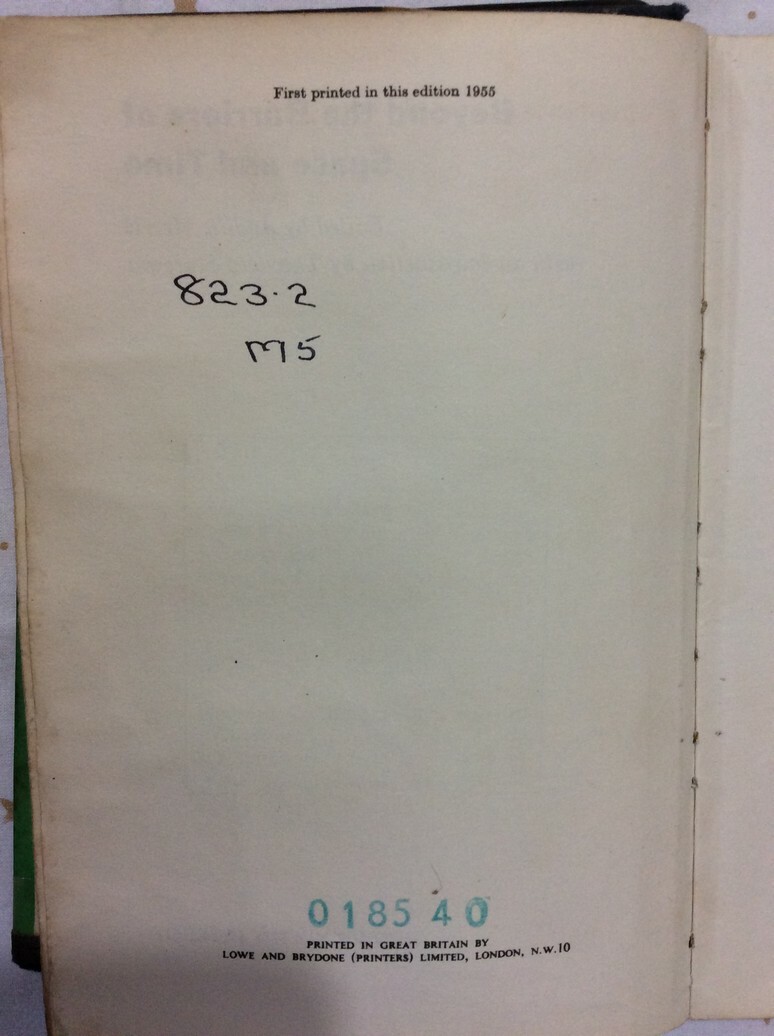 First printed in this edition 1955
823.2
M5
018540
PRINTED IN GREAT BRITAIN BY
LOWE AND BRYDONE (PRINTERS) LIMITED, LONDON, N.W.10